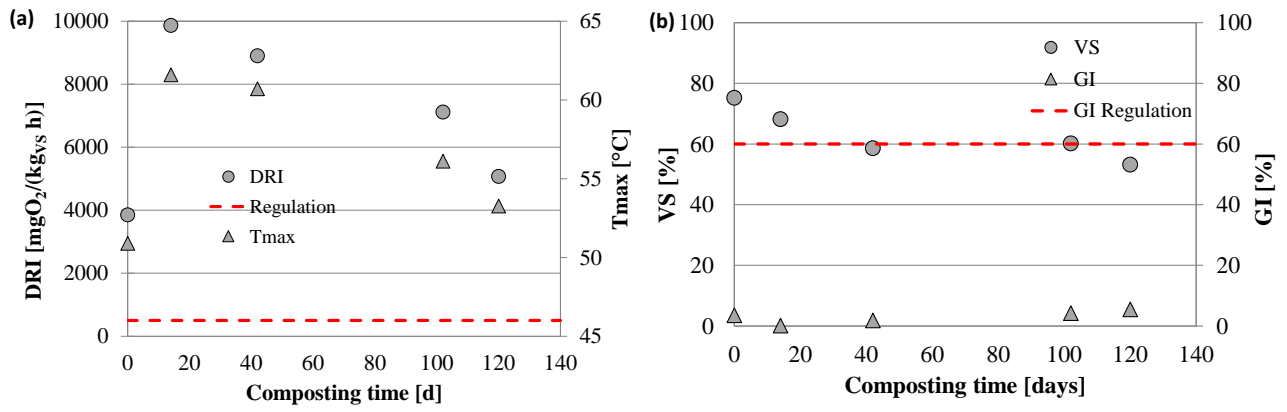 (a)
10000
8000
6000
4000
2000
0
DRI [mgO₂/(kgVS h)]
65
60
55
50
45
Tmax [°C]
DRI
Regulation
Tmax
0 20 40 60 80 100 120 140
Composting time [d]
(b)
100
80
60
40
20
0
VS [%]
100
80
60
40
20
0
GI [%]
VS
GI
GI Regulation
0 20 40 60 80 100 120 140
Composting time [days]